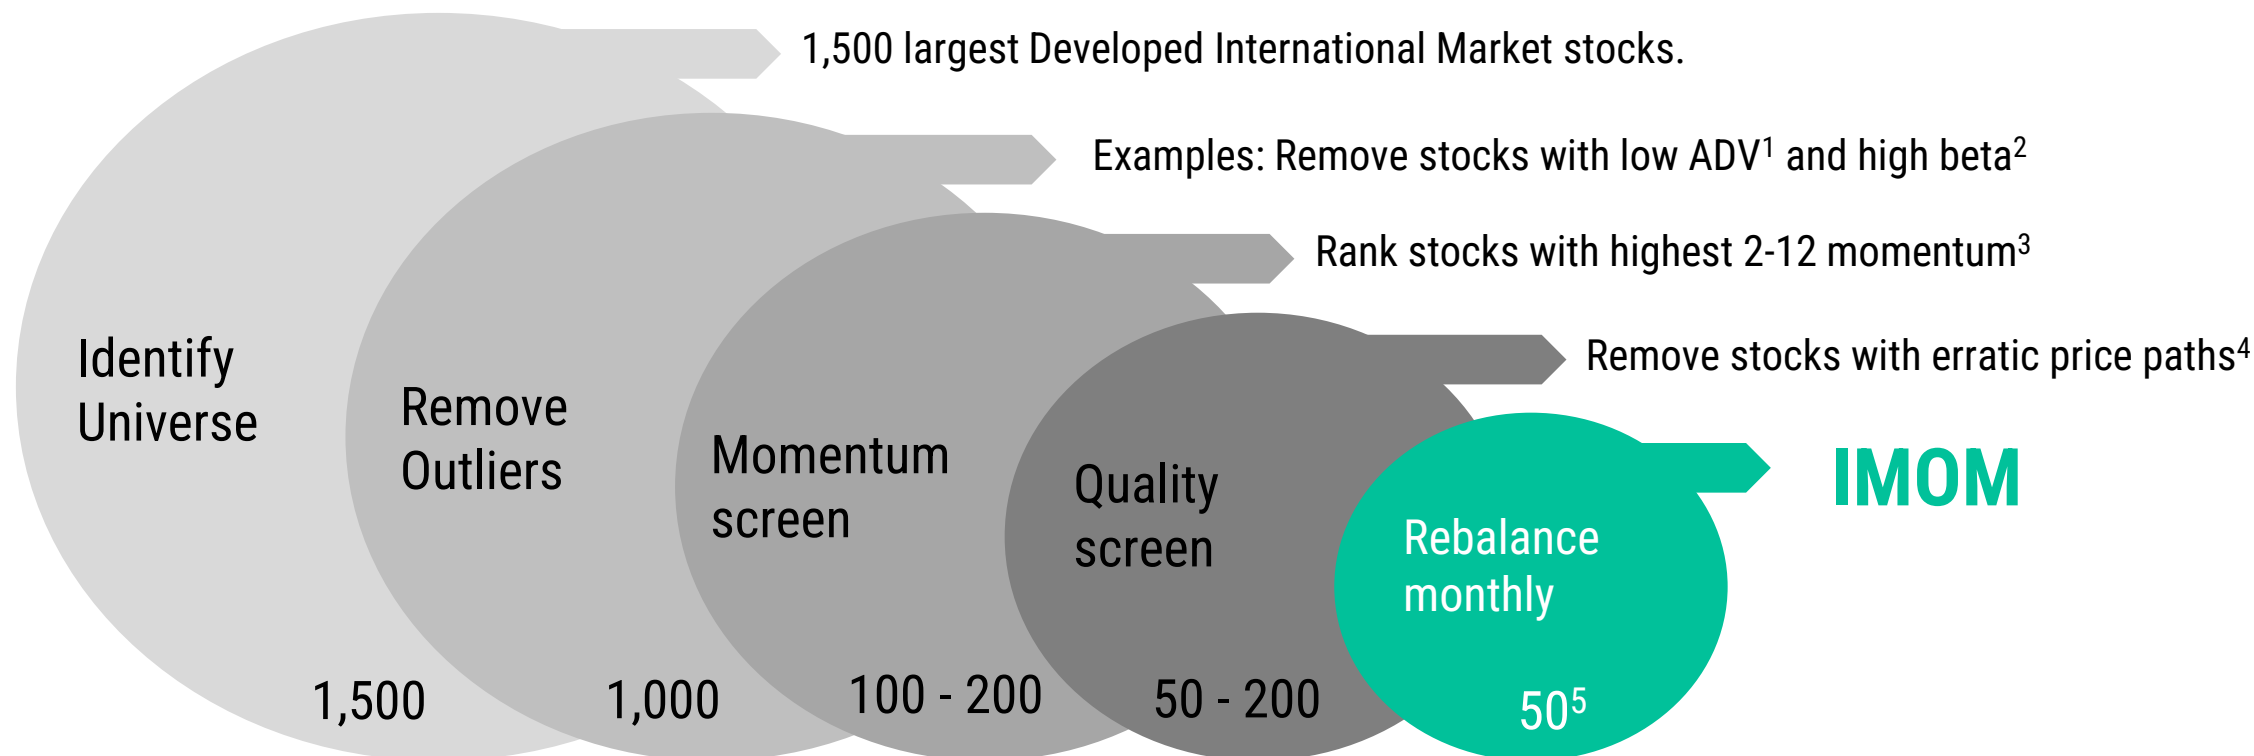 1,500 largest Developed International Market stocks.
Examples: Remove stocks with low ADV¹ and high beta²
Rank stocks with highest 2-12 momentum³
Remove stocks with erratic price paths⁴
Identify
Universe
Remove
Outliers
Momentum
screen
Quality
screen
IMOM
Rebalance
monthly
1,500
1,000
100 - 200
50 - 200
50⁵